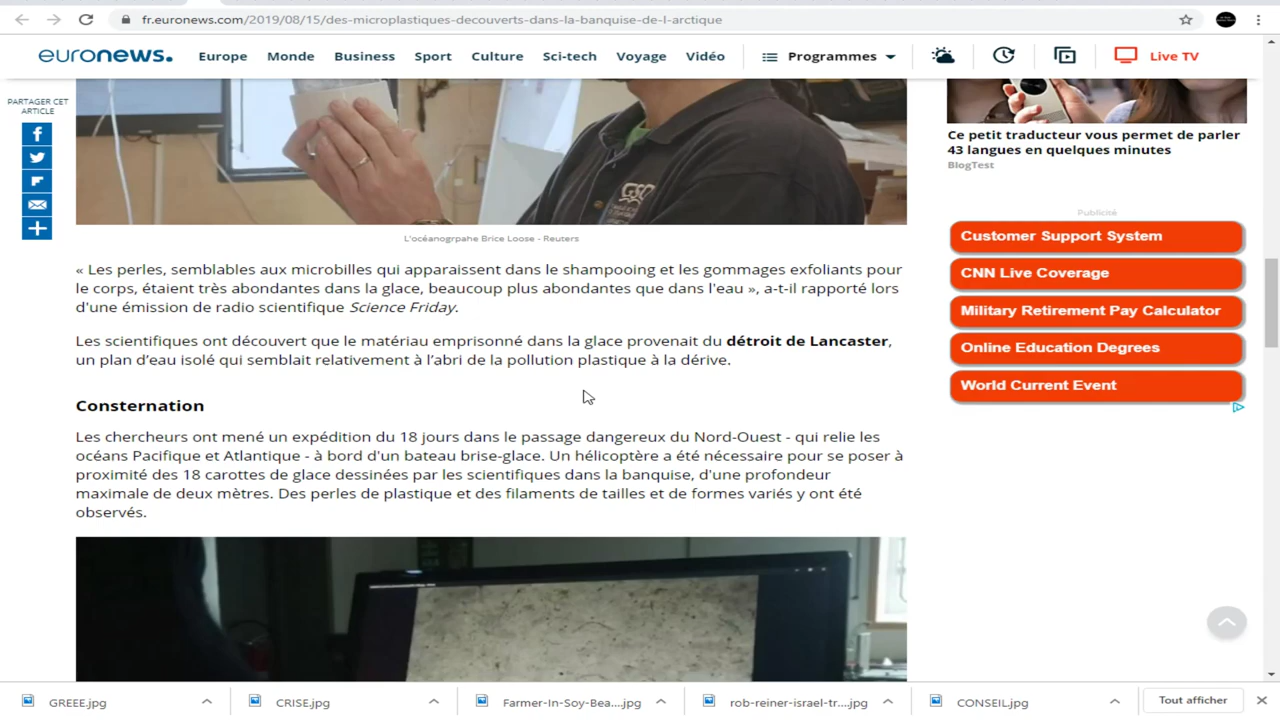 fr.euronews.com/2019/08/15/des-microplastiques-decouverts-dans-la-banquise-de-l-arctique
euronews.
Europe
Monde
Business
Sport
Culture
Sci-tech
Voyage
Vidéo
Programmes
Live TV
PARTAGER CET
ARTICLE
GSO
L'océanogrpahe Brice Loose - Reuters
« Les perles, semblables aux microbilles qui apparaissent dans le shampooing et les gommages exfoliants pour
le corps, étaient très abondantes dans la glace, beaucoup plus abondantes que dans l'eau », a-t-il rapporté lors
d'une émission de radio scientifique Science Friday.
Les scientifiques ont découvert que le matériau emprisonné dans la glace provenait du détroit de Lancaster,
un plan d’eau isolé qui semblait relativement à l’abri de la pollution plastique à la dérive.
Consternation
Les chercheurs ont mené un expédition du 18 jours dans le passage dangereux du Nord-Ouest - qui relie les
océans Pacifique et Atlantique - à bord d'un bateau brise-glace. Un hélicoptère a été nécessaire pour se poser à
proximité des 18 carottes de glace dessinées par les scientifiques dans la banquise, d'une profondeur
maximale de deux mètres. Des perles de plastique et des filaments de tailles et de formes variés y ont été
observés.
Ce petit traducteur vous permet de parler
43 langues en quelques minutes
BlogTest
Publicité
Customer Support System
CNN Live Coverage
Military Retirement Pay Calculator
Online Education Degrees
World Current Event
GREEE.jpg
CRISE.jpg
Farmer-In-Soy-Bea....jpg
rob-reiner-israel-tr....jpg
CONSEIL.jpg
Tout afficher